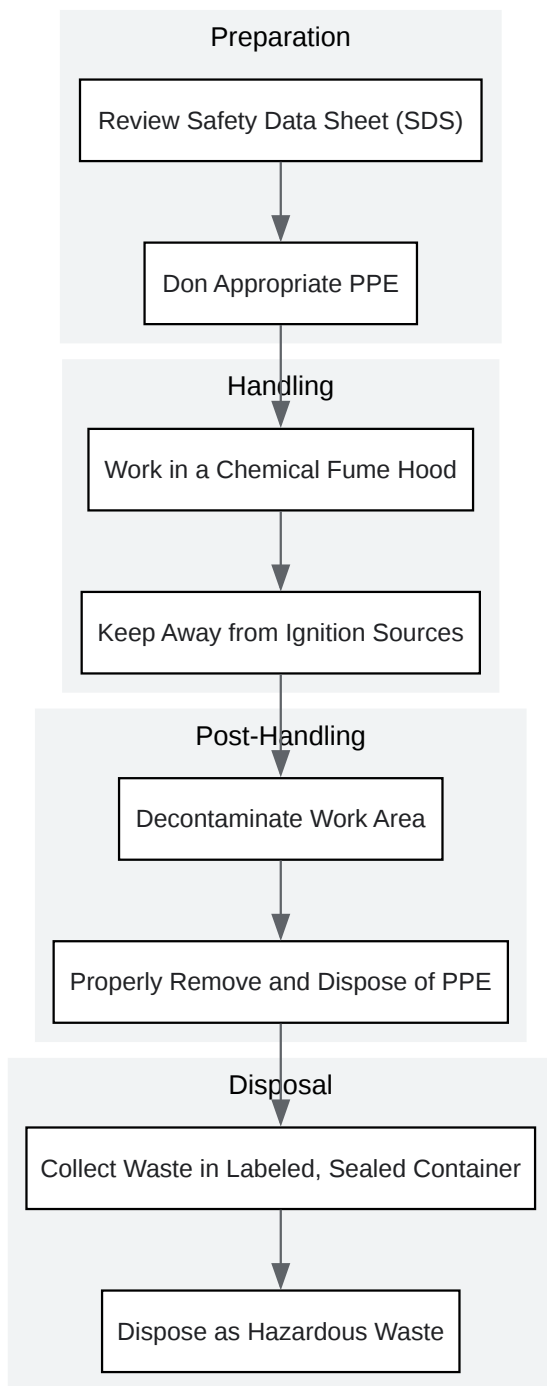 Preparation
Review Safety Data Sheet (SDS)
Don Appropriate PPE
Handling
Work in a Chemical Fume Hood
Keep Away from Ignition Sources
Post-Handling
Decontaminate Work Area
Properly Remove and Dispose of PPE
Disposal
Collect Waste in Labeled, Sealed Container
Dispose as Hazardous Waste